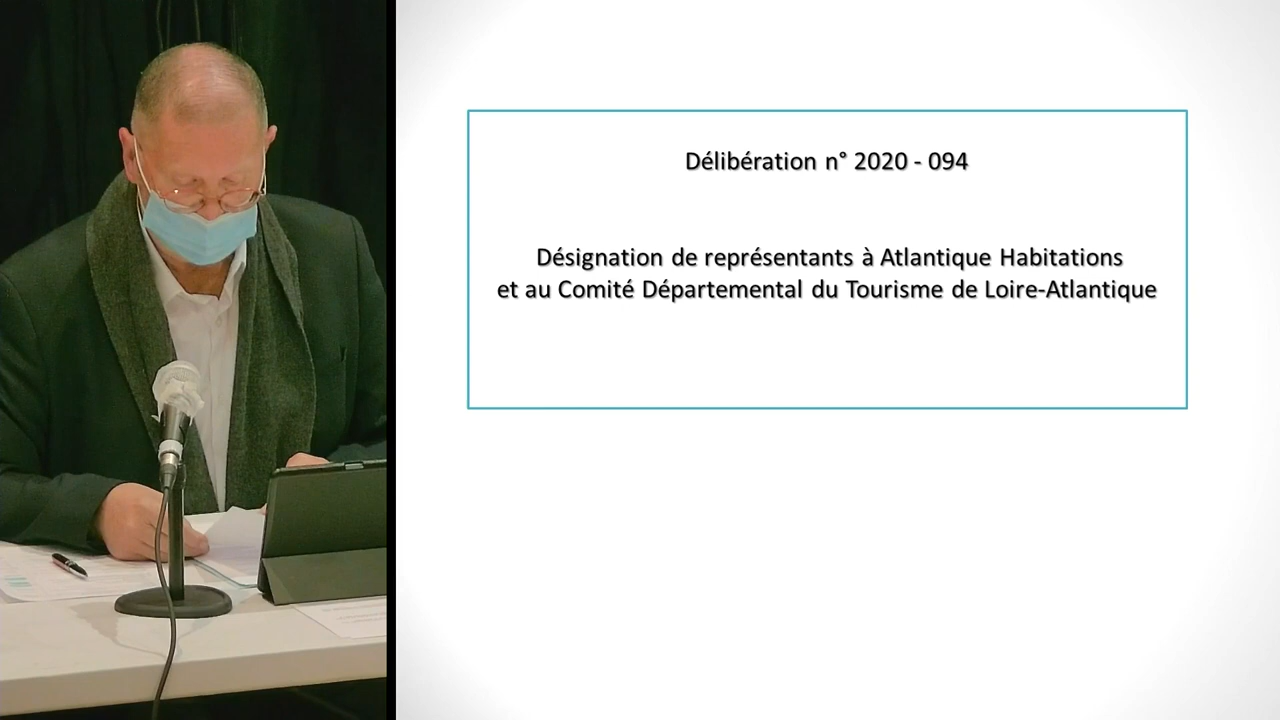 Délibération n° 2020 - 094
Désignation de représentants à Atlantique Habitations
et au Comité Départemental du Tourisme de Loire-Atlantique